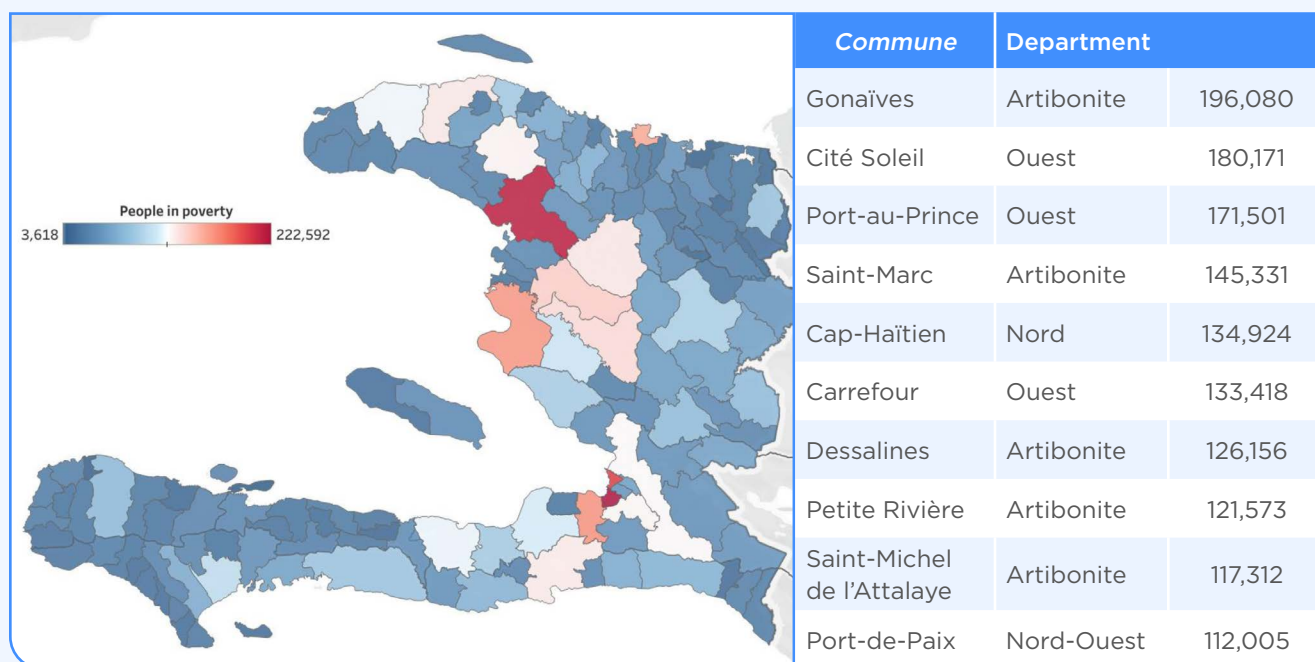 People in poverty
3,618 222,592
Commune Department
Gonaïves Artibonite 196,080
Cité Soleil Ouest 180,171
Port-au-Prince Ouest 171,501
Saint-Marc Artibonite 145,331
Cap-Haïtien Nord 134,924
Carrefour Ouest 133,418
Dessalines Artibonite 126,156
Petite Rivière Artibonite 121,573
Saint-Michel
de l’Attalaye Artibonite 117,312
Port-de-Paix Nord-Ouest 112,005